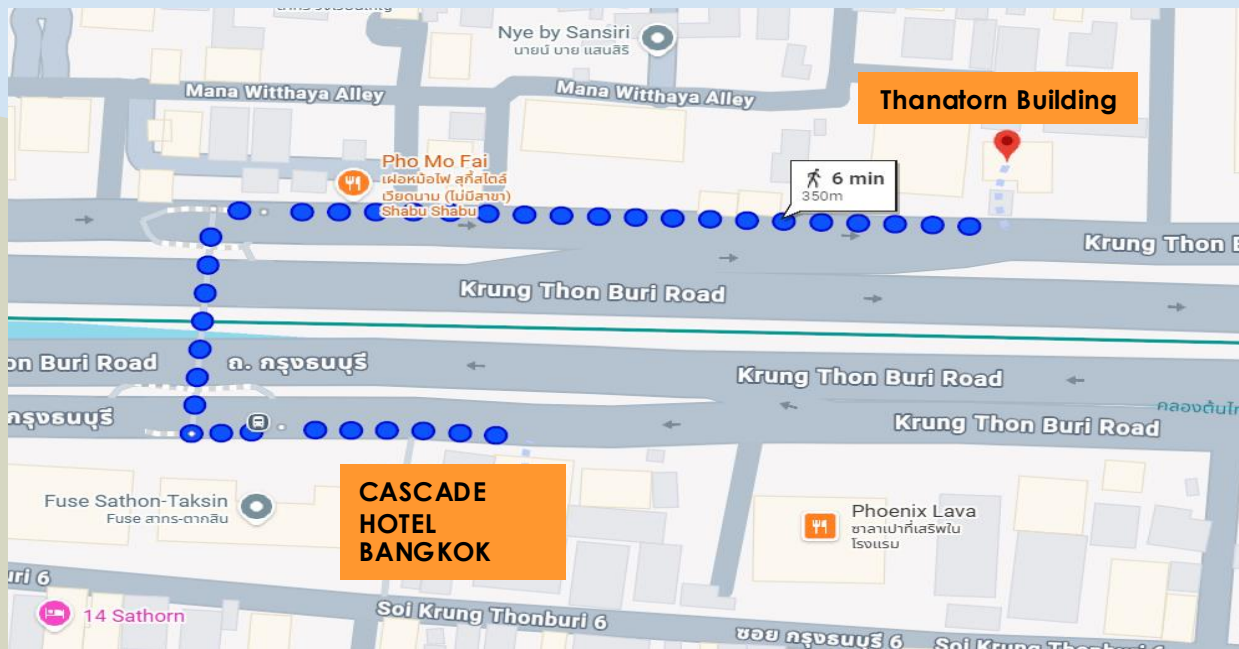 Nye by Sansiri
นายน์ บาย แสนสิริ
Mana Witthaya Alley
Mana Witthaya Alley
Thanatorn Building
Pho Mo Fai
เฝอหม้อไฟ สุกี้สไตล์
เวียดนาม (ไม่มีสาขา)
Shabu Shabu
6 min
350m
Krung Thon B
Krung Thon Buri Road
on Buri Road
ถ. กรุงธนบุรี
Krung Thon Buri Road
กรุงธนบุรี
Krung Thon Buri Road
คลองต้นไท
CASCADE
HOTEL
BANGKOK
Fuse Sathon-Taksin
Fuse สาทร-ตากสิน
Phoenix Lava
ซาลาเปาที่เสริพใน
โรงแรม
uri 6
14 Sathorn
Soi Krung Thonburi 6
ซอย กรุงธนบุรี 6
Soi Krung Thonburi 6